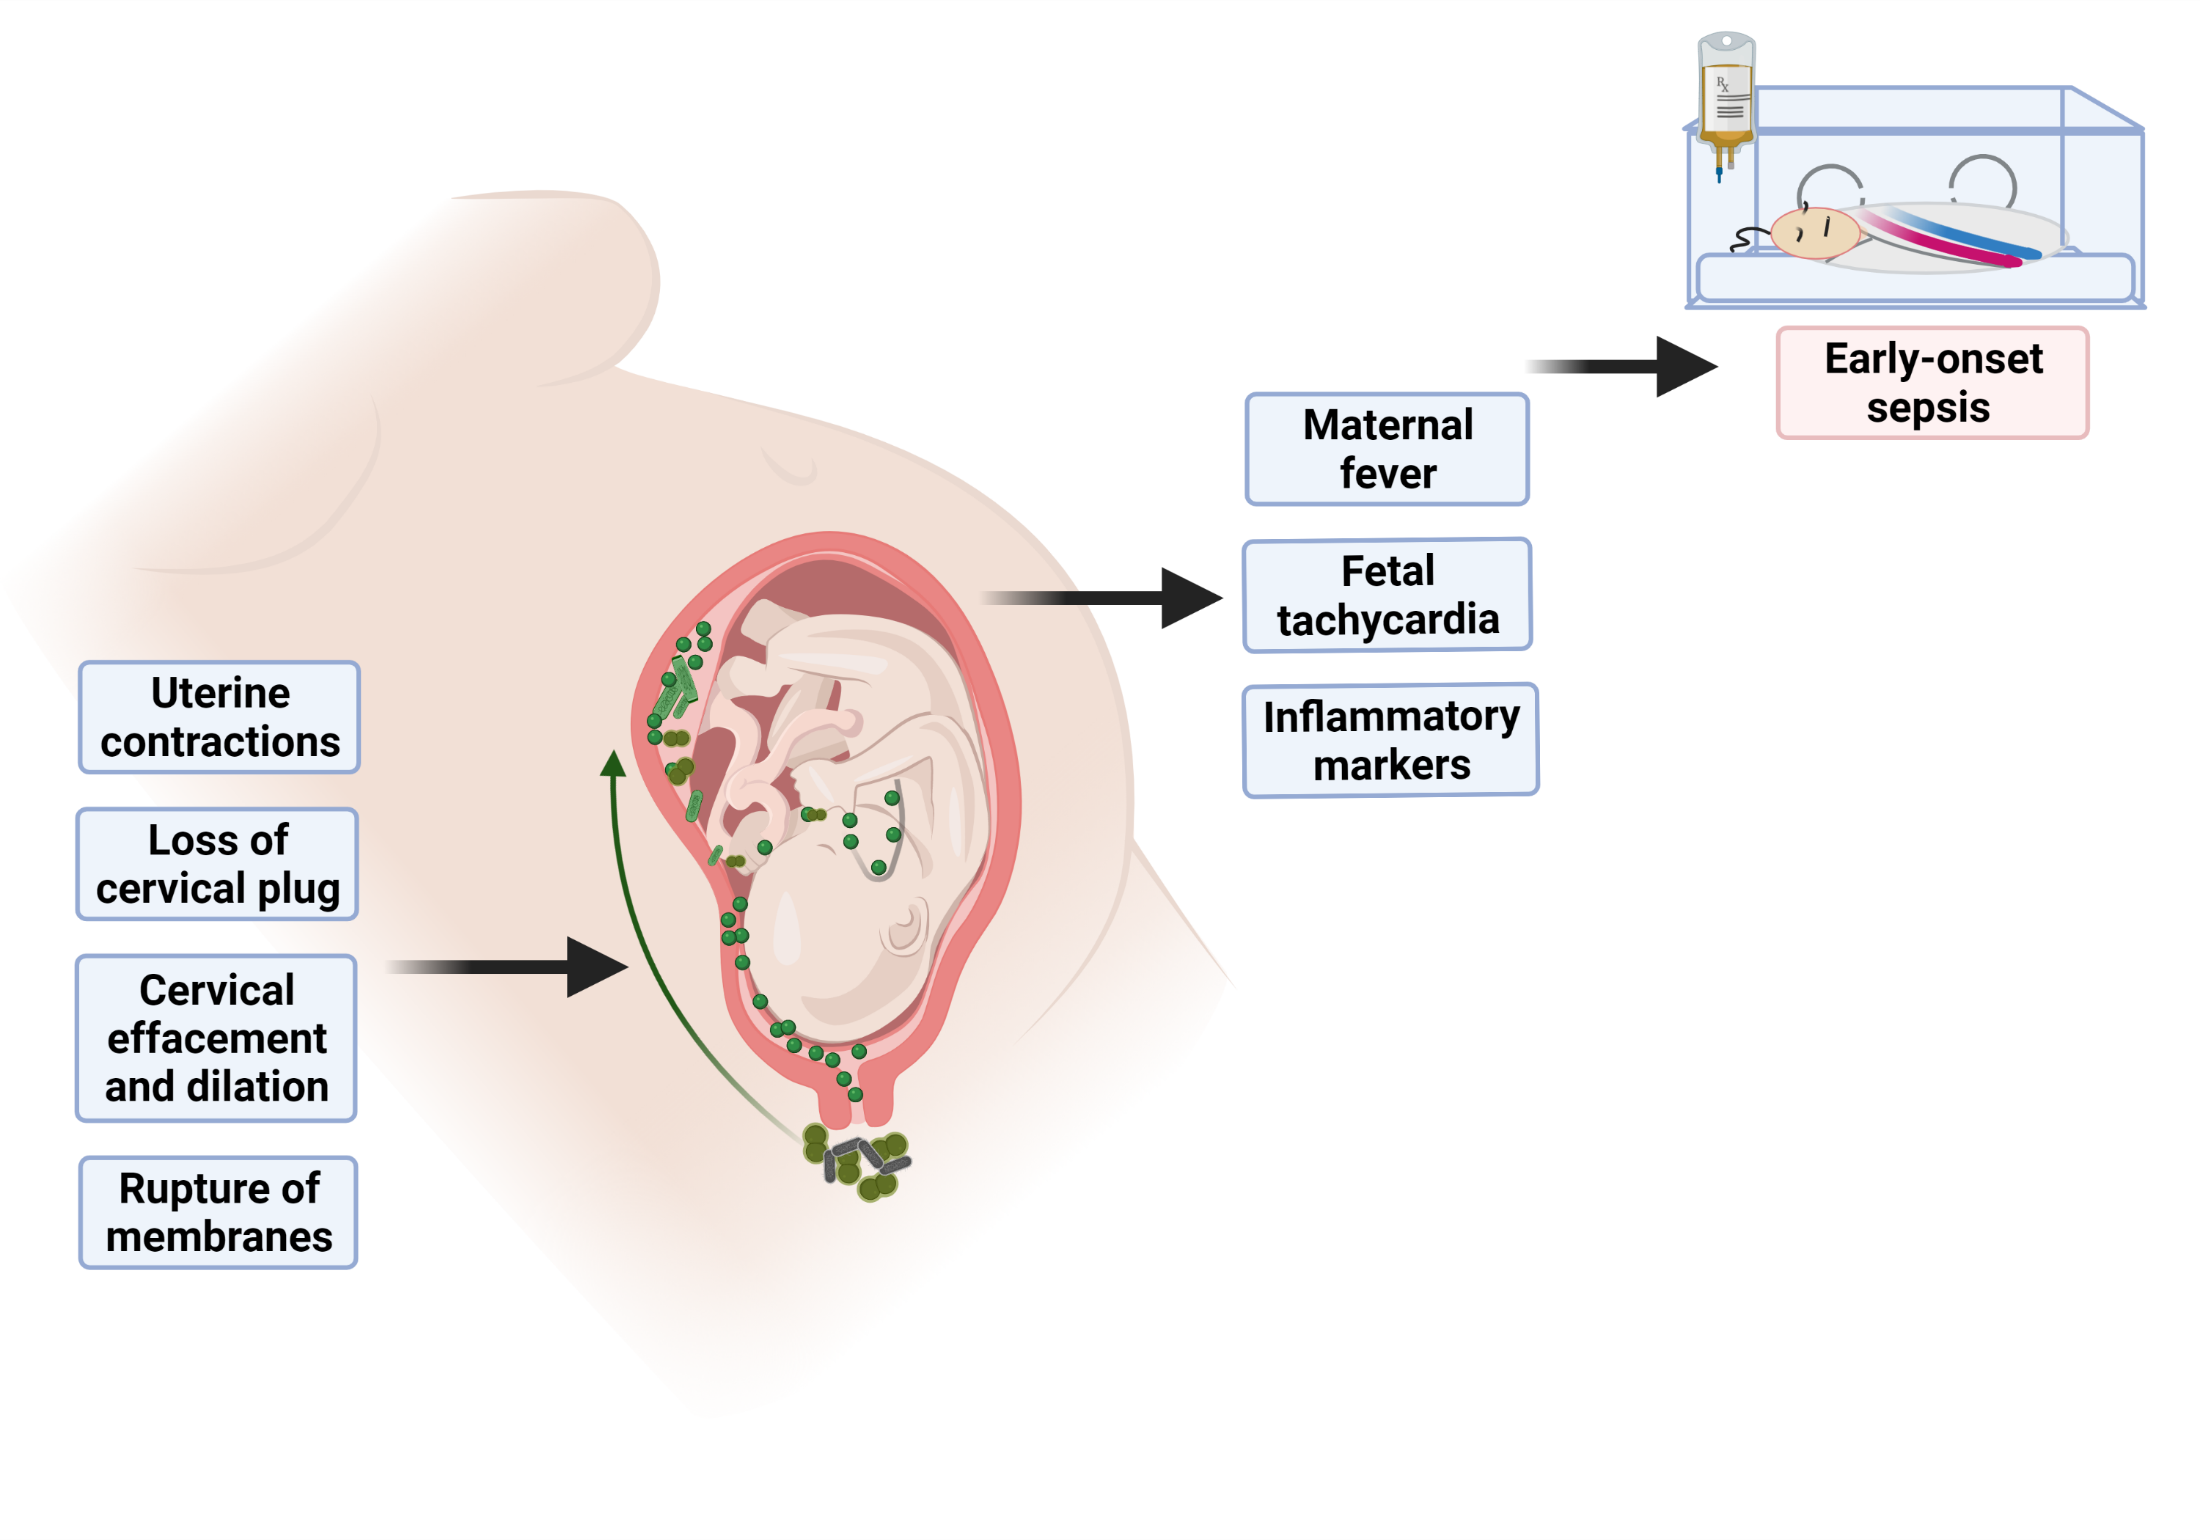 Rx
Early-onset
sepsis
Maternal
fever
Fetal
tachycardia
Inflammatory
markers
Uterine
contractions
Loss of
cervical plug
Cervical
effacement
and dilation
Rupture of
membranes